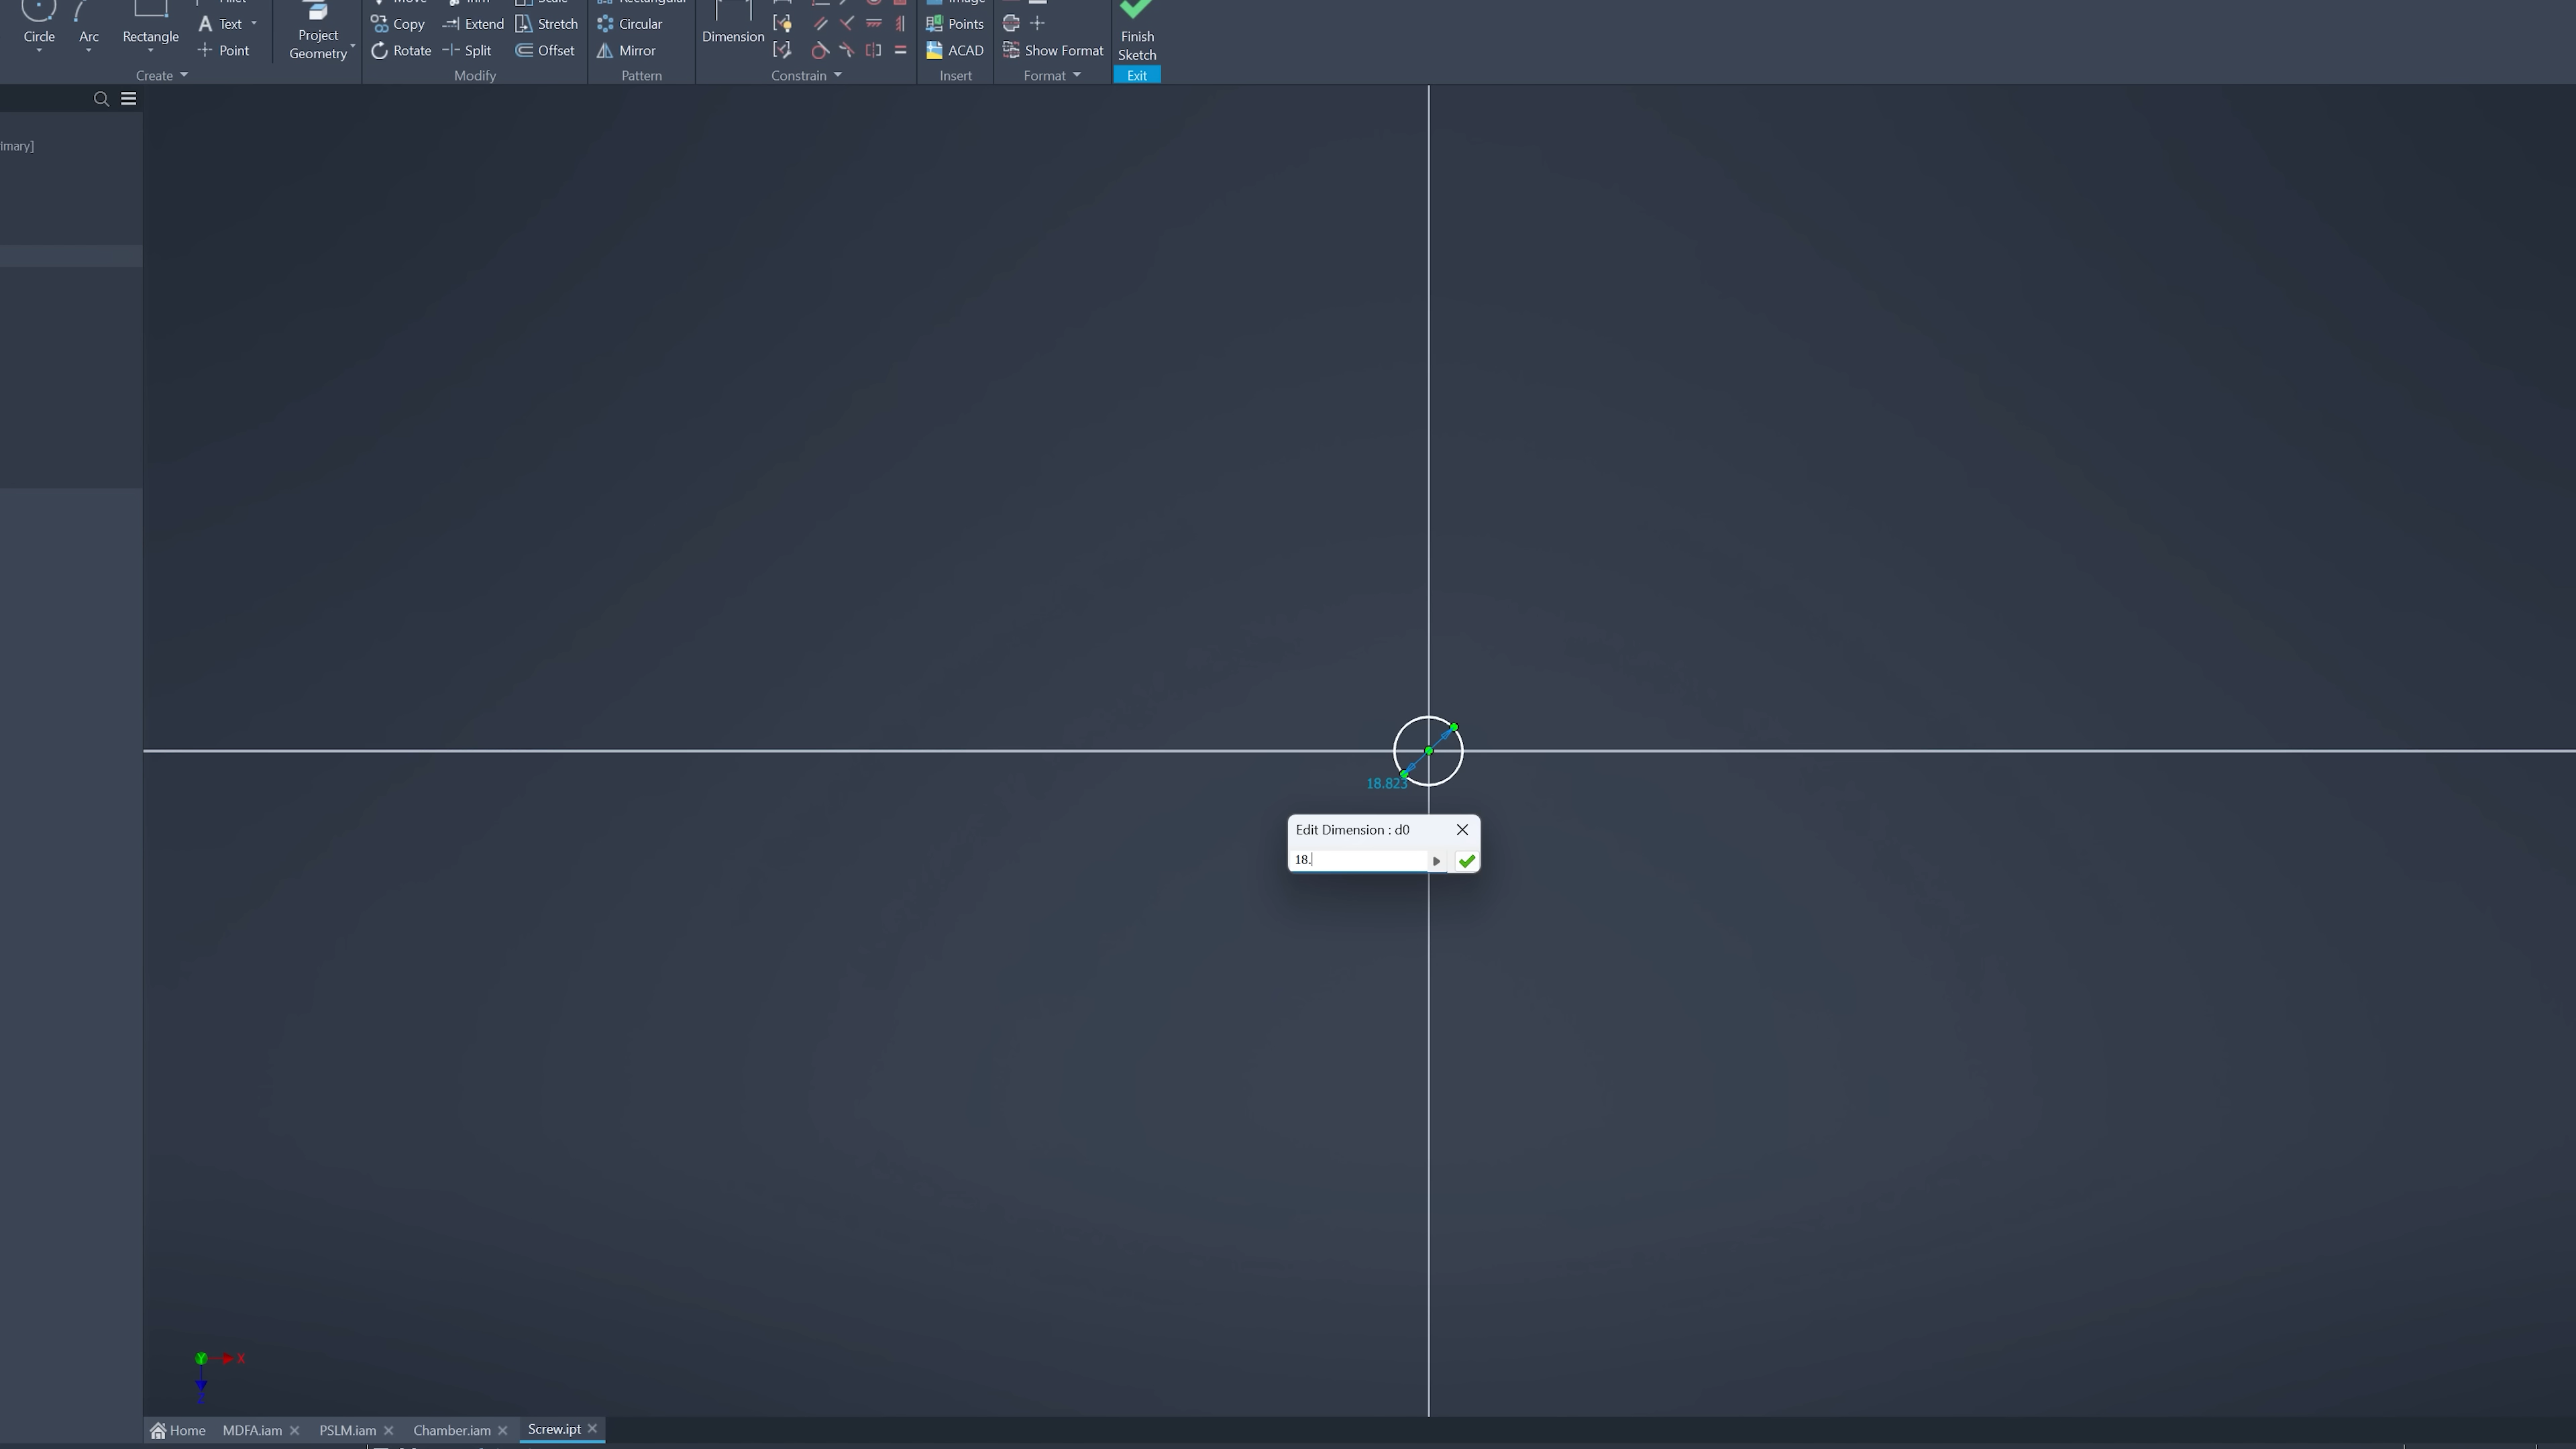 Circle Arc Rectangle Text Point Project Geometry
Copy Extend Stretch Circular
Rotate Split Offset Mirror
Dimension
Points
ACAD Show Format
Finish Sketch
Create Modify Pattern Constrain Insert Format Exit
18.823
Edit Dimension : d0
18.
Y X
Home MDFA.iam PSLM.iam Chamber.iam Screw.ipt